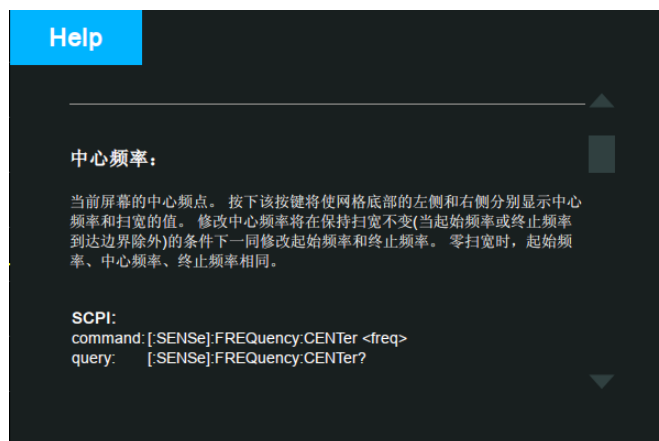 Help
中心频率：
当前屏幕的中心频点。 按下该按键将使网格底部的左侧和右侧分别显示中心
频率和扫宽的值。 修改中心频率将在保持扫宽不变(当起始频率或终止频率
到达边界除外)的条件下一同修改起始频率和终止频率。 零扫宽时，起始频
率、中心频率、终止频率相同。
SCPI:
command: [:SENSe]:FREQuency:CENTer <freq>
query: [:SENSe]:FREQuency:CENTer?